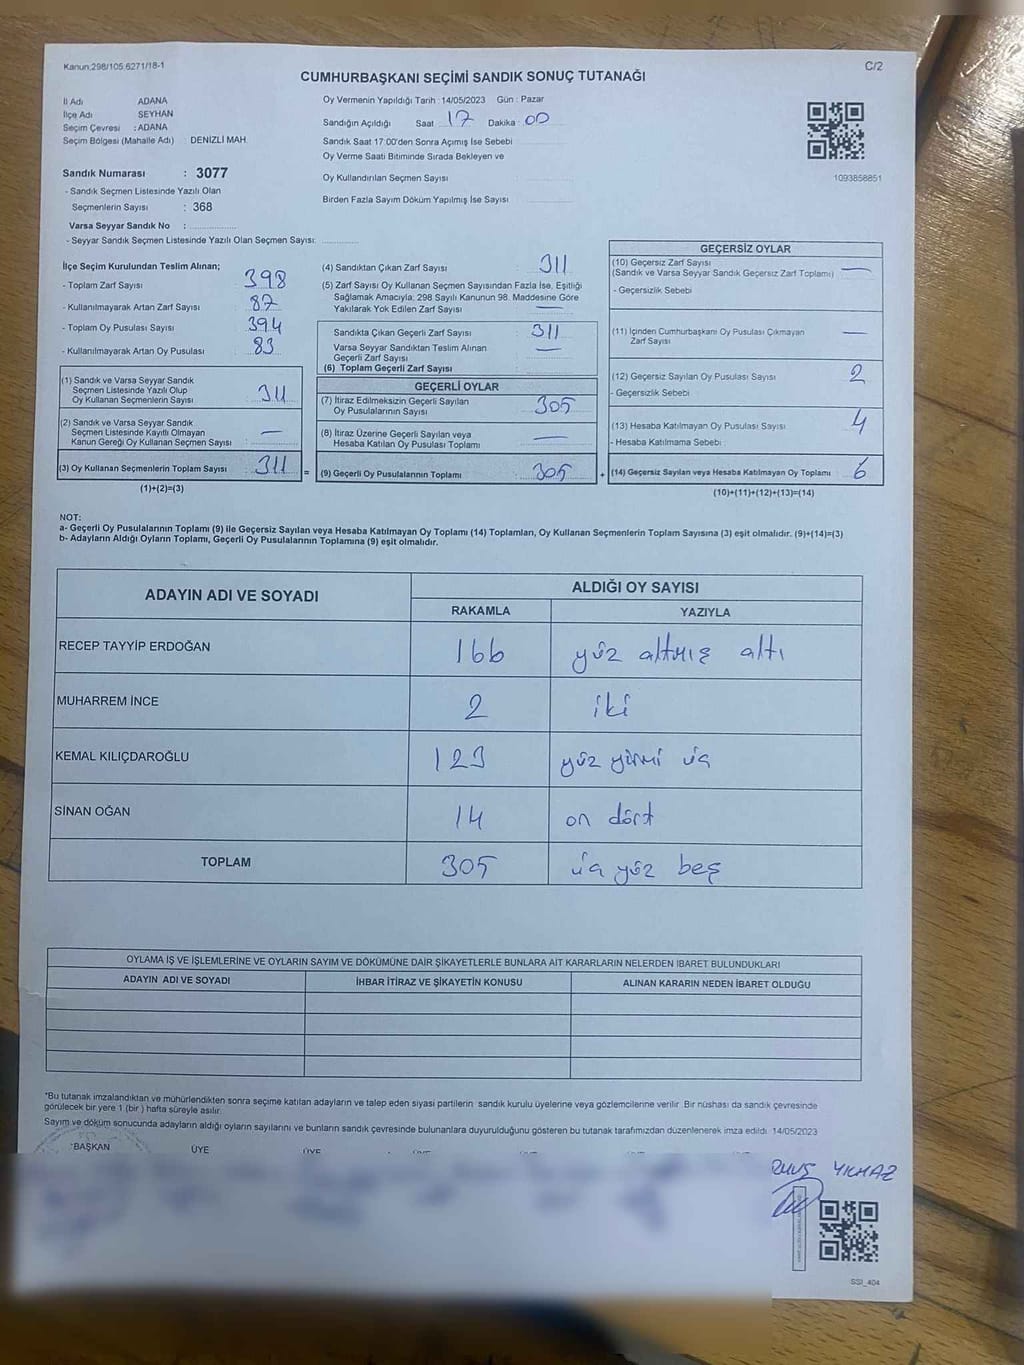 Kanun:298/105.6271/18-1
C/2
CUMHURBAŞKANI SEÇİMİ SANDIK SONUÇ TUTANAĞI
İl Adı ADANA
İlçe Adı SEYHAN
Seçim Çevresi : ADANA
Seçim Bölgesi (Mahalle Adı) DENİZLİ MAH.
Sandık Numarası : 3077
- Sandık Seçmen Listesinde Yazılı Olan
Seçmenlerin Sayısı : 368
Varsa Seyyar Sandık No :
- Seyyar Sandık Seçmen Listesinde Yazılı Olan Seçmen Sayısı:
Oy Vermenin Yapıldığı Tarih : 14/05/2023 Gün : Pazar
Sandığın Açıldığı Saat 17 Dakika 00
Sandık Saat 17:00'den Sonra Açımış İse Sebebi
Oy Verme Saati Bitiminde Sırada Bekleyen ve
Oy Kullandırılan Seçmen Sayısı
Birden Fazla Sayım Döküm Yapılmış İse Sayısı
1093858851
İlçe Seçim Kurulundan Teslim Alınan;
- Toplam Zarf Sayısı : 398
- Kullanılmayarak Artan Zarf Sayısı : 87
- Toplam Oy Pusulası Sayısı : 394
- Kullanılmayarak Artan Oy Pusulası : 83
(1) Sandık ve Varsa Seyyar Sandık
Seçmen Listesinde Yazılı Olup
Oy Kullanan Seçmenlerin Sayısı : 311
(2) Sandık ve Varsa Seyyar Sandık
Seçmen Listesinde Kayıtlı Olmayan
Kanun Gereği Oy Kullanan Seçmen Sayısı : —
(3) Oy Kullanan Seçmenlerin Toplam Sayısı : 311
(1)+(2)=(3)
(4) Sandıktan Çıkan Zarf Sayısı : 311
(5) Zarf Sayısı Oy Kullanan Seçmen Sayısından Fazla İse, Eşitliği
Sağlamak Amacıyla; 298 Sayılı Kanunun 98. Maddesine Göre
Yakılarak Yok Edilen Zarf Sayısı : —
Sandıkta Çıkan Geçerli Zarf Sayısı : 311
Varsa Seyyar Sandıktan Teslim Alınan
Geçerli Zarf Sayısı : —
(6) Toplam Geçerli Zarf Sayısı :
GEÇERLİ OYLAR
(7) İtiraz Edilmeksizin Geçerli Sayılan
Oy Pusulalarının Sayısı : 305
(8) İtiraz Üzerine Geçerli Sayılan veya
Hesaba Katılan Oy Pusulası Toplamı : —
= (9) Geçerli Oy Pusulalarının Toplamı : 305
GEÇERSİZ OYLAR
(10) Geçersiz Zarf Sayısı
(Sandık ve Varsa Seyyar Sandık Geçersiz Zarf Toplamı) : —
- Geçersizlik Sebebi
(11) İçinden Cumhurbaşkanı Oy Pusulası Çıkmayan
Zarf Sayısı : —
(12) Geçersiz Sayılan Oy Pusulası Sayısı : 2
- Geçersizlik Sebebi :
(13) Hesaba Katılmayan Oy Pusulası Sayısı : 4
- Hesaba Katılmama Sebebi :
+ (14) Geçersiz Sayılan veya Hesaba Katılmayan Oy Toplamı : 6
(10)+(11)+(12)+(13)=(14)
NOT:
a- Geçerli Oy Pusulalarının Toplamı (9) ile Geçersiz Sayılan veya Hesaba Katılmayan Oy Toplamı (14) Toplamları, Oy Kullanan Seçmenlerin Toplam Sayısına (3) eşit olmalıdır. (9)+(14)=(3)
b- Adayların Aldığı Oyların Toplamı, Geçerli Oy Pusulalarının Toplamına (9) eşit olmalıdır.
ADAYIN ADI VE SOYADI ALDIĞI OY SAYISI
RAKAMLA YAZIYLA
RECEP TAYYİP ERDOĞAN 166 yüz altmış altı
MUHARREM İNCE 2 iki
KEMAL KILIÇDAROĞLU 123 yüz yirmi üç
SİNAN OĞAN 14 on dört
TOPLAM 305 üç yüz beş
OYLAMA İŞ VE İŞLEMLERİNE VE OYLARIN SAYIM VE DÖKÜMÜNE DAİR ŞİKAYETLERLE BUNLARA AİT KARARLARIN NELERDEN İBARET BULUNDUKLARI
ADAYIN ADI VE SOYADI İHBAR İTİRAZ VE ŞİKAYETİN KONUSU ALINAN KARARIN NEDEN İBARET OLDUĞU
*Bu tutanak imzalandıktan ve mühürlendikten sonra seçime katılan adayların ve talep eden siyasi partilerin sandık kurulu üyelerine veya gözlemcilerine verilir. Bir nüshası da sandık çevresinde
görülecek bir yere 1 (bir ) hafta süreyle asılır.
Sayım ve döküm sonucunda adayların aldığı oyların sayılarını ve bunların sandık çevresinde bulunanlara duyurulduğunu gösteren bu tutanak tarafımızdan düzenlenerek imza edildi. 14/05/2023
*BAŞKAN ÜYE ÜYE
YILMAZ
SSI_404